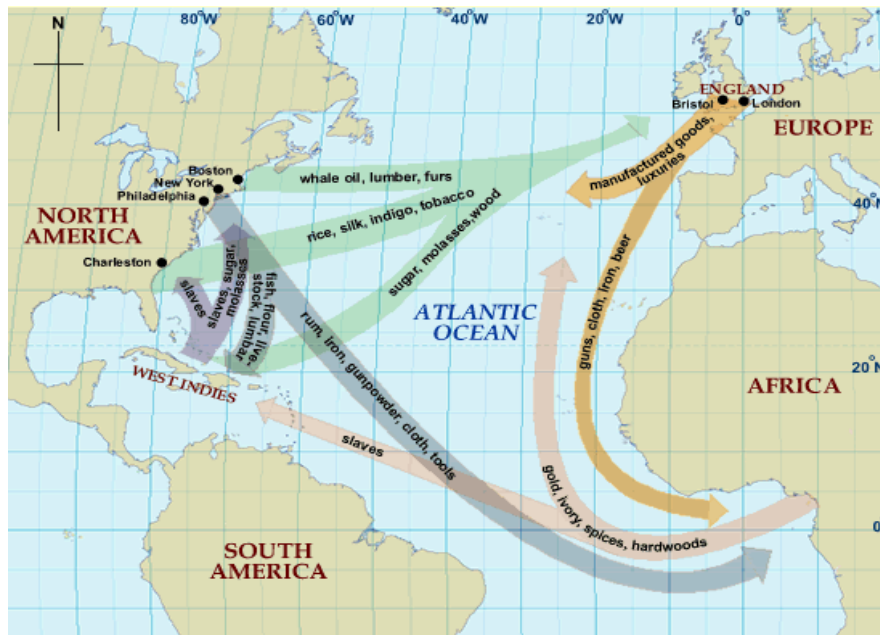 80°W
60°W
40°W
20°W
0°
N
ENGLAND
Bristol
London
EUROPE
manufactured goods,
luxuries
Boston
New York
Philadelphia
whale oil, lumber, furs
NORTH
AMERICA
40°N
rice, silk, indigo, tobacco
Charleston
sugar, molasses,wood
slaves
slaves, sugar,
molasses
fish, flour, live-
stock, lumbar
ATLANTIC
OCEAN
guns, cloth, iron, beer
rum, iron, gunpowder, cloth, tools
WEST INDIES
20°N
AFRICA
slaves
gold, ivory, spices, hardwoods
0°
SOUTH
AMERICA